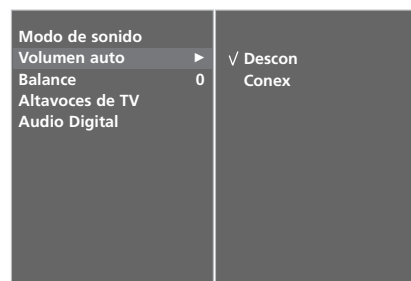 Modo de sonido
Volumen auto ► √ Descon
Balance 0 Conex
Altavoces de TV
Audio Digital